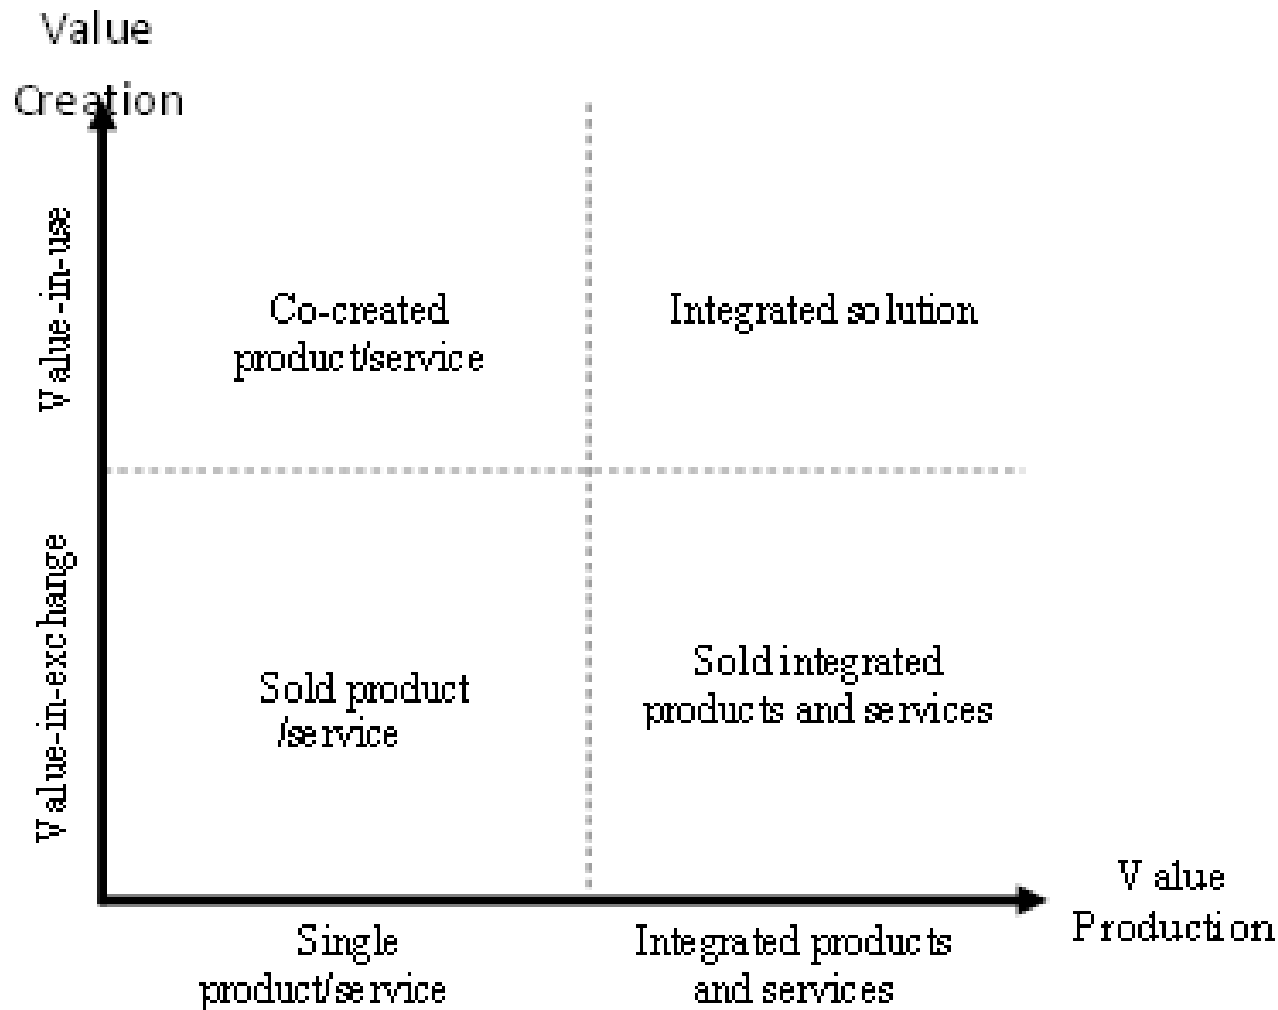 Value
Creation
Value-in-use
Co-created
product/service
Integrated solution
Value-in-exchange
Sold product
/service
Sold integrated
products and services
Value
Production
Single
product/service
Integrated products
and services